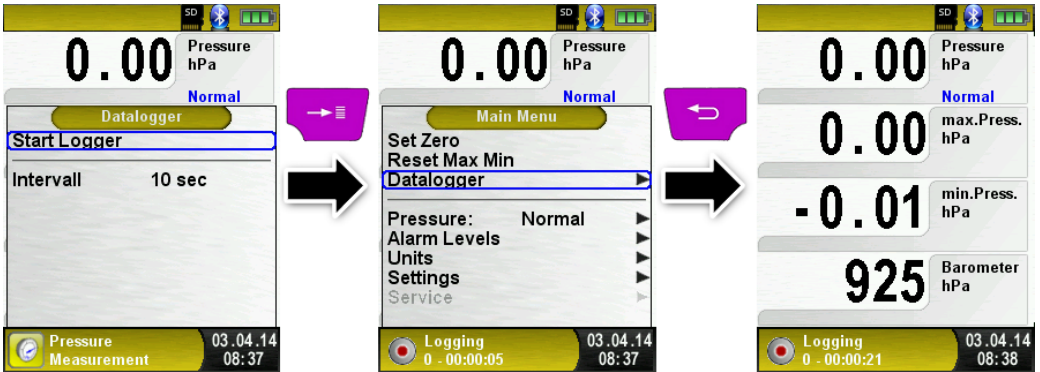 SD
0.00 Pressure
hPa
Normal
Datalogger
Start Logger
Intervall 10 sec
Pressure
Measurement
03.04.14
08:37
SD
0.00 Pressure
hPa
Normal
Main Menu
Set Zero
Reset Max Min
Datalogger
Pressure: Normal
Alarm Levels
Units
Settings
Service
Logging
0 - 00:00:05
03.04.14
08:37
SD
0.00 Pressure
hPa
Normal
0.00 max.Press.
hPa
-0.01 min.Press.
hPa
925 Barometer
hPa
Logging
0 - 00:00:21
03.04.14
08:38